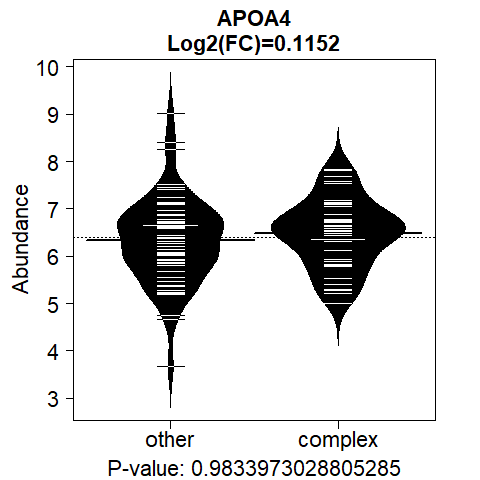 APOA4
Log2(FC)=0.1152
Abundance
10
9
8
7
6
5
4
3
other complex
P-value: 0.9833973028805285